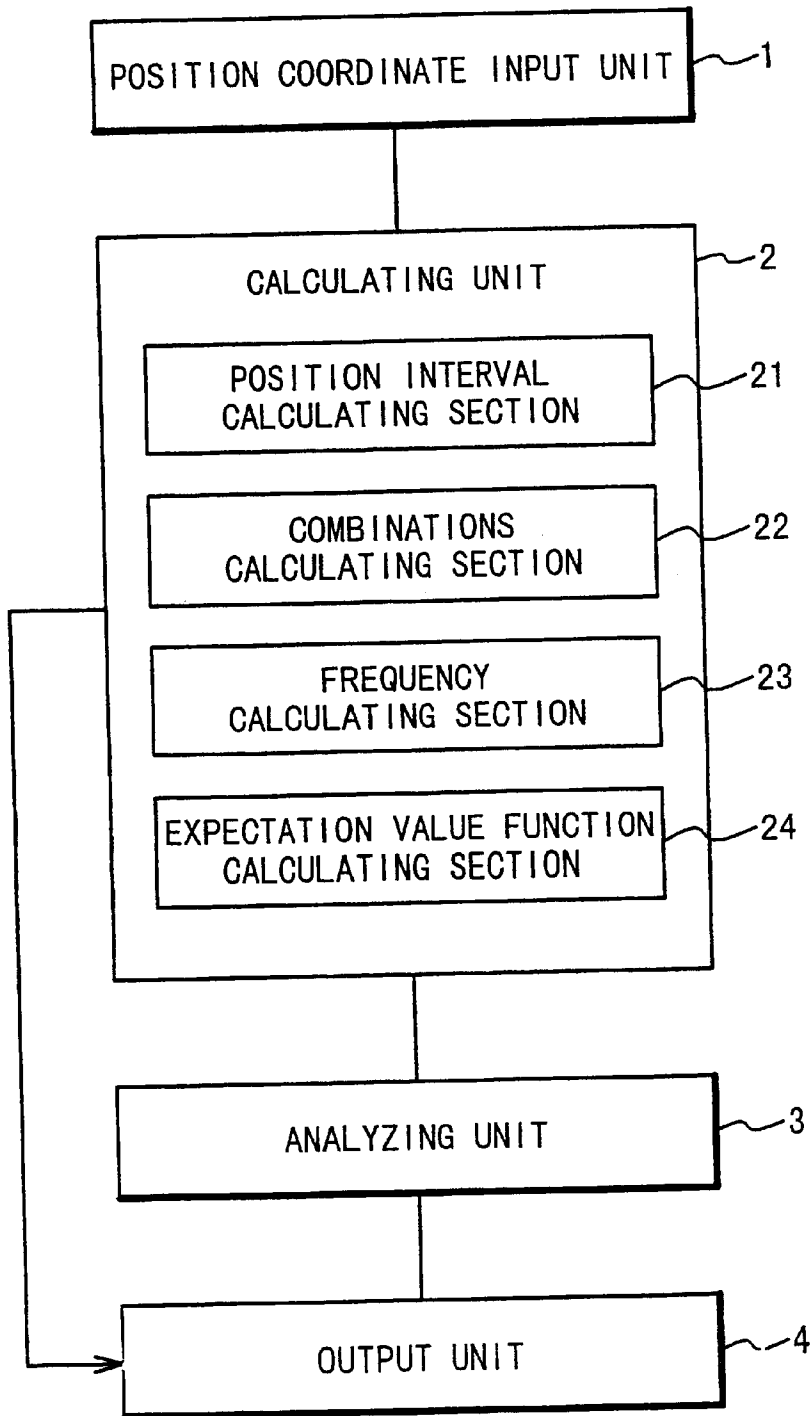 POSITION COORDINATE INPUT UNIT
1
CALCULATING UNIT
2
POSITION INTERVAL
CALCULATING SECTION
21
COMBINATIONS
CALCULATING SECTION
22
FREQUENCY
CALCULATING SECTION
23
EXPECTATION VALUE FUNCTION
CALCULATING SECTION
24
ANALYZING UNIT
3
OUTPUT UNIT
4